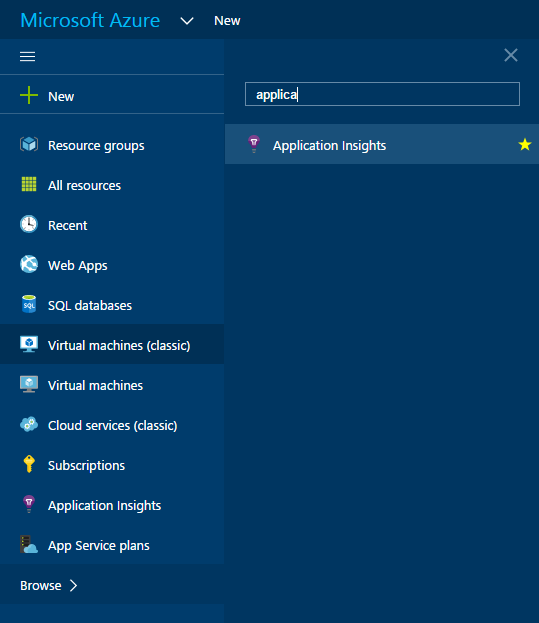 Microsoft Azure New
New
applica
Resource groups
Application Insights
All resources
Recent
Web Apps
SQL
SQL databases
Virtual machines (classic)
Virtual machines
Cloud services (classic)
Subscriptions
Application Insights
App Service plans
Browse